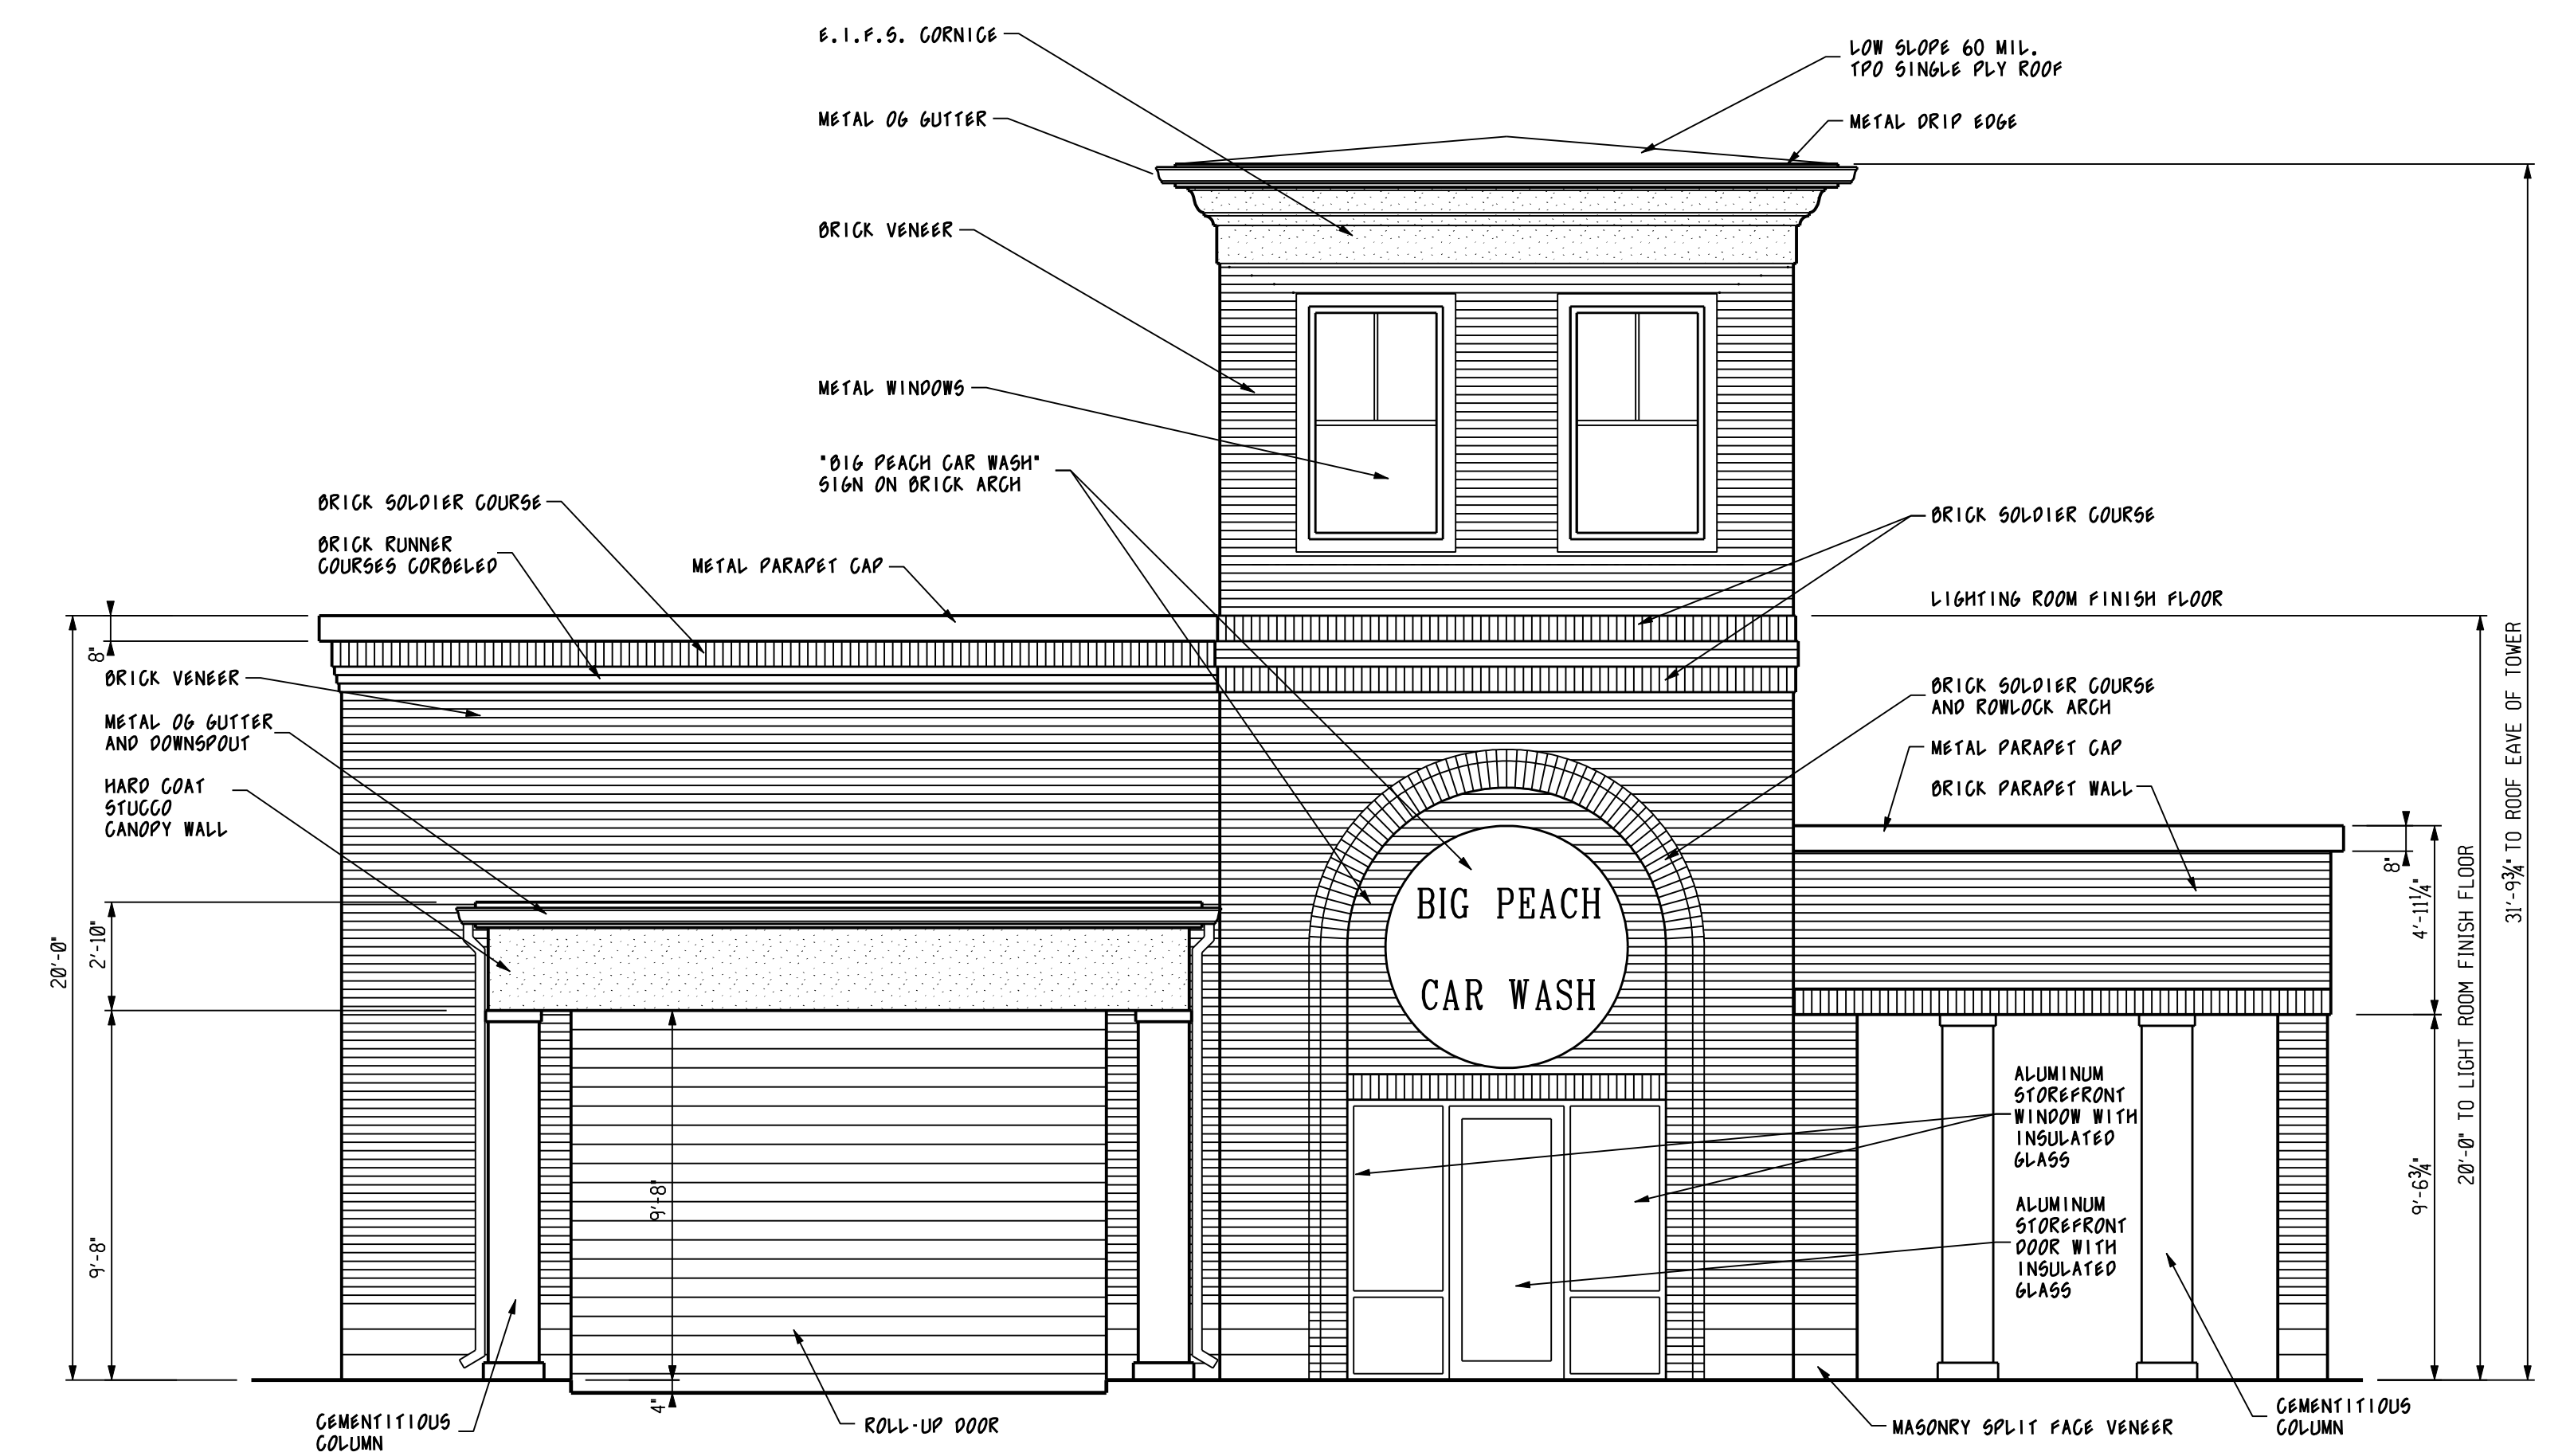 E.I.F.S. CORNICE
LOW SLOPE 60 MIL.
TPO SINGLE PLY ROOF
METAL OG GUTTER
METAL DRIP EDGE
BRICK VENEER
METAL WINDOWS
"BIG PEACH CAR WASH"
SIGN ON BRICK ARCH
BRICK SOLDIER COURSE
BRICK RUNNER
COURSES CORBELED
METAL PARAPET CAP
BRICK SOLDIER COURSE
LIGHTING ROOM FINISH FLOOR
8"
BRICK VENEER
METAL OG GUTTER
AND DOWNSPOUT
HARD COAT
STUCCO
CANOPY WALL
20'-0"
2'-10"
9'-8"
BRICK SOLDIER COURSE
AND ROWLOCK ARCH
METAL PARAPET CAP
BRICK PARAPET WALL
8"
4'-11¼"
9'-6¾"
20'-0" TO LIGHT ROOM FINISH FLOOR
31'-9¾" TO ROOF EAVE OF TOWER
BIG PEACH
CAR WASH
ALUMINUM
STOREFRONT
WINDOW WITH
INSULATED
GLASS
ALUMINUM
STOREFRONT
DOOR WITH
INSULATED
GLASS
9'-8"
4"
CEMENTITIOUS
COLUMN
ROLL-UP DOOR
MASONRY SPLIT FACE VENEER
CEMENTITIOUS
COLUMN